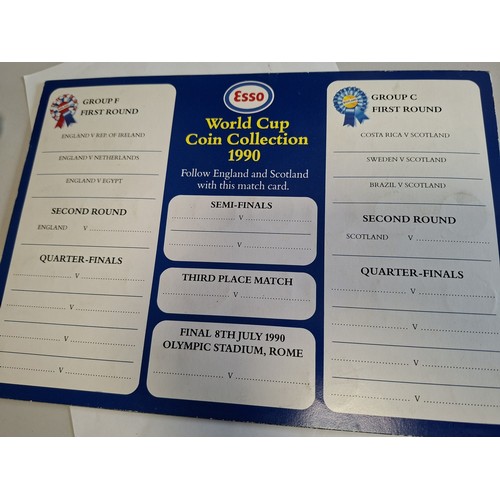 GROUP F
FIRST ROUND
ENGLAND V REP. OF IRELAND
ENGLAND V NETHERLANDS
ENGLAND V EGYPT
SECOND ROUND
ENGLAND V
QUARTER-FINALS
V
V
V
V
Esso
World Cup
Coin Collection
1990
Follow England and Scotland
with this match card.
SEMI-FINALS
V
V
THIRD PLACE MATCH
V
FINAL 8TH JULY 1990
OLYMPIC STADIUM, ROME
V
GROUP C
FIRST ROUND
COSTA RICA V SCOTLAND
SWEDEN V SCOTLAND
BRAZIL V SCOTLAND
SECOND ROUND
SCOTLAND V
QUARTER-FINALS
V
V
V
V